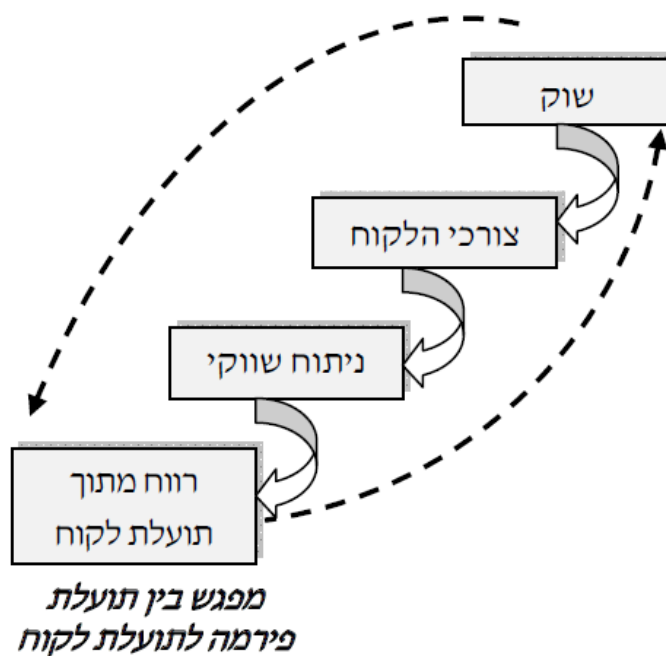 שוק
צורכי הלקוח
ניתוח שווקי
רווח מתוך
תועלת לקוח
מפגש בין תועלת
פירמה לתועלת לקוח